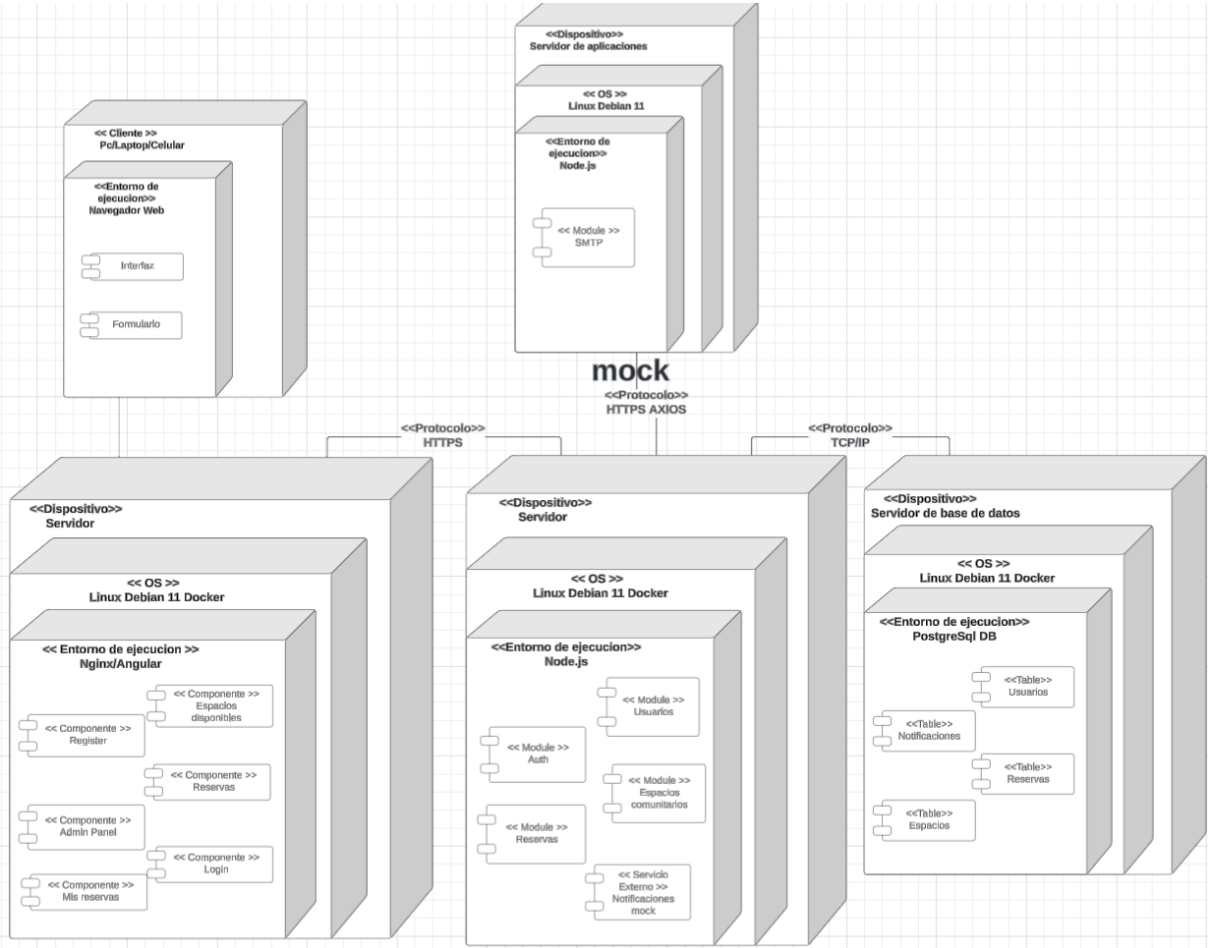 <<Dispositivo>>
Servidor de aplicaciones
<< OS >>
Linux Debian 11
<<Entorno de
ejecucion>>
Node.js
<< Module >>
SMTP
<< Cliente >>
Pc/Laptop/Celular
<<Entorno de
ejecucion>>
Navegador Web
Interfaz
Formulario
mock
<<Protocolo>>
HTTPS AXIOS
<<Protocolo>>
HTTPS
<<Protocolo>>
TCP/IP
<<Dispositivo>>
Servidor
<< OS >>
Linux Debian 11 Docker
<< Entorno de ejecucion >>
Nginx/Angular
<< Componente >>
Espacios
disponibles
<< Componente >>
Register
<< Componente >>
Reservas
<< Componente >>
Admin Panel
<< Componente >>
Login
<< Componente >>
Mis reservas
<<Dispositivo>>
Servidor
<< OS >>
Linux Debian 11 Docker
<<Entorno de ejecucion>>
Node.js
<< Module >>
Usuarios
<< Module >>
Auth
<< Module >>
Espacios
comunitarios
<< Module >>
Reservas
<< Servicio
Externo >>
Notificaciones
mock
<<Dispositivo>>
Servidor de base de datos
<< OS >>
Linux Debian 11 Docker
<<Entorno de ejecucion>>
PostgreSql DB
<<Table>>
Usuarios
<<Table>>
Notificaciones
<<Table>>
Reservas
<<Table>>
Espacios